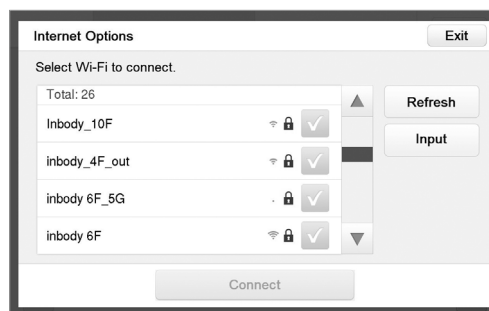 Internet Options
Exit
Select Wi-Fi to connect.
Total: 26
Refresh
Inbody_10F
Input
inbody_4F_out
inbody 6F_5G
inbody 6F
Connect